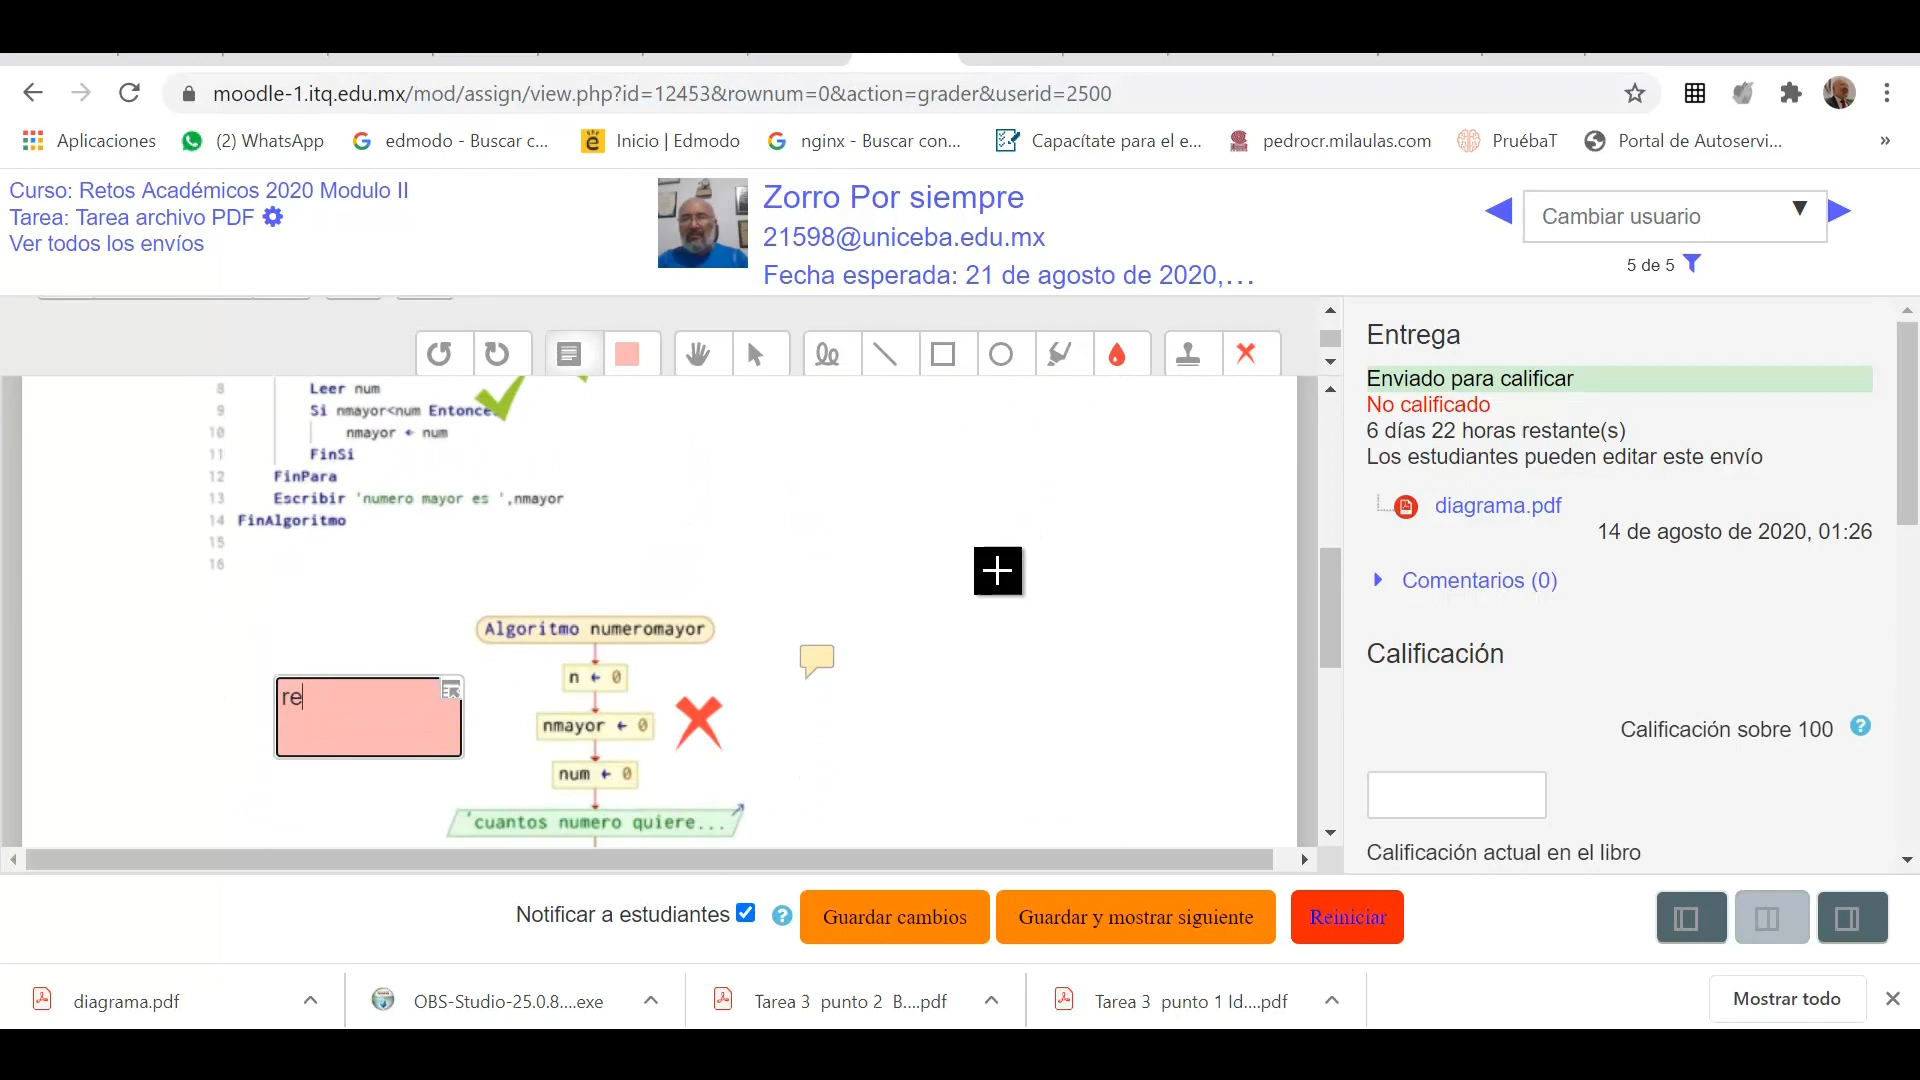 moodle-1.itq.edu.mx/mod/assign/view.php?id=12453&rownum=0&action=grader&userid=2500
Aplicaciones
(2) WhatsApp
edmodo - Buscar c...
Inicio | Edmodo
nginx - Buscar con...
Capacítate para el e...
pedrocr.milaulas.com
PruébaT
Portal de Autoservi...
»
Curso: Retos Académicos 2020 Modulo II
Tarea: Tarea archivo PDF
Ver todos los envíos
Zorro Por siempre
21598@uniceba.edu.mx
Fecha esperada: 21 de agosto de 2020,...
Cambiar usuario
5 de 5
8 Leer num
9 Si nmayor<num Entonce
10 nmayor ← num
11 FinSi
12 FinPara
13 Escribir 'numero mayor es ',nmayor
14 FinAlgoritmo
15
16
Algoritmo numeromayor
n ← 0
re
nmayor ← 0
num ← 0
'cuantos numero quiere...
Entrega
Enviado para calificar
No calificado
6 días 22 horas restante(s)
Los estudiantes pueden editar este envío
diagrama.pdf
14 de agosto de 2020, 01:26
Comentarios (0)
Calificación
Calificación sobre 100
Calificación actual en el libro
Notificar a estudiantes
Guardar cambios
Guardar y mostrar siguiente
Reiniciar
diagrama.pdf
OBS-Studio-25.0.8....exe
Tarea 3 punto 2 B....pdf
Tarea 3 punto 1 Id....pdf
Mostrar todo